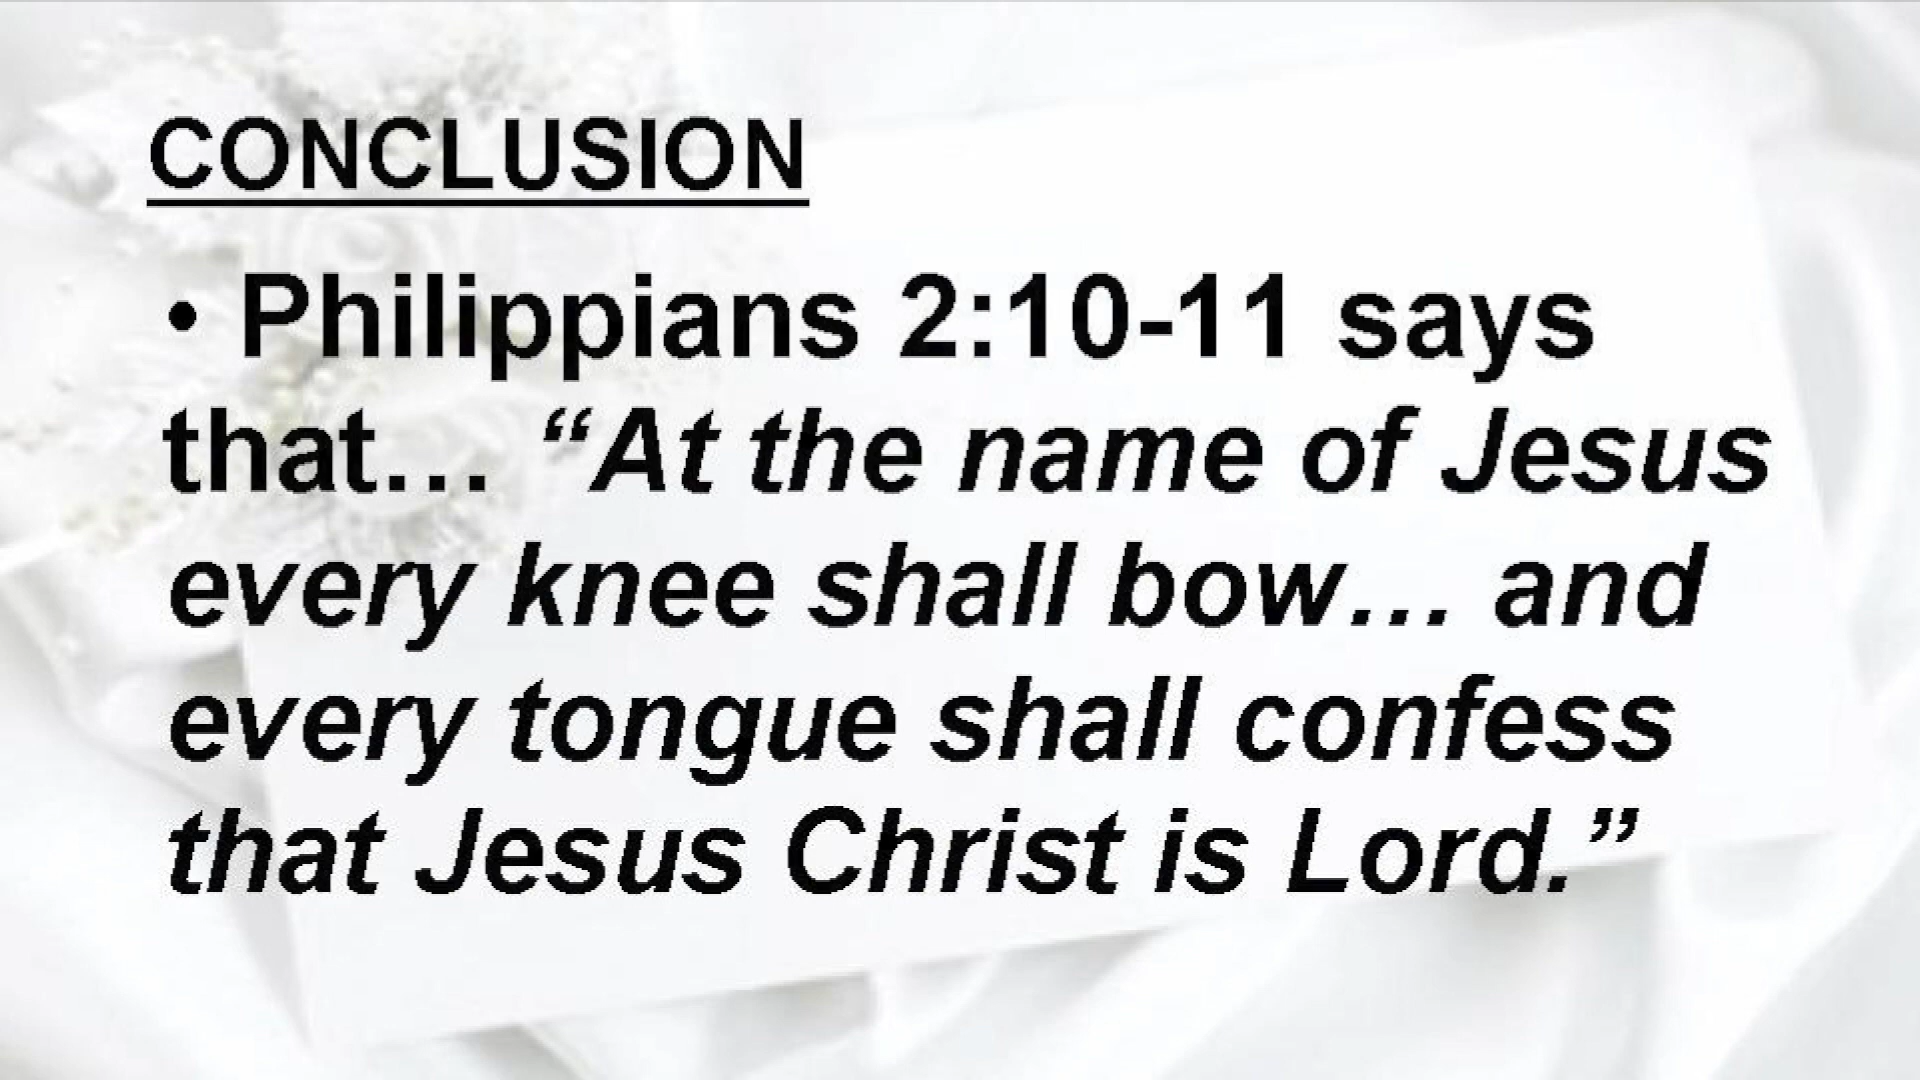 CONCLUSION
• Philippians 2:10-11 says
that… “At the name of Jesus
every knee shall bow… and
every tongue shall confess
that Jesus Christ is Lord.”